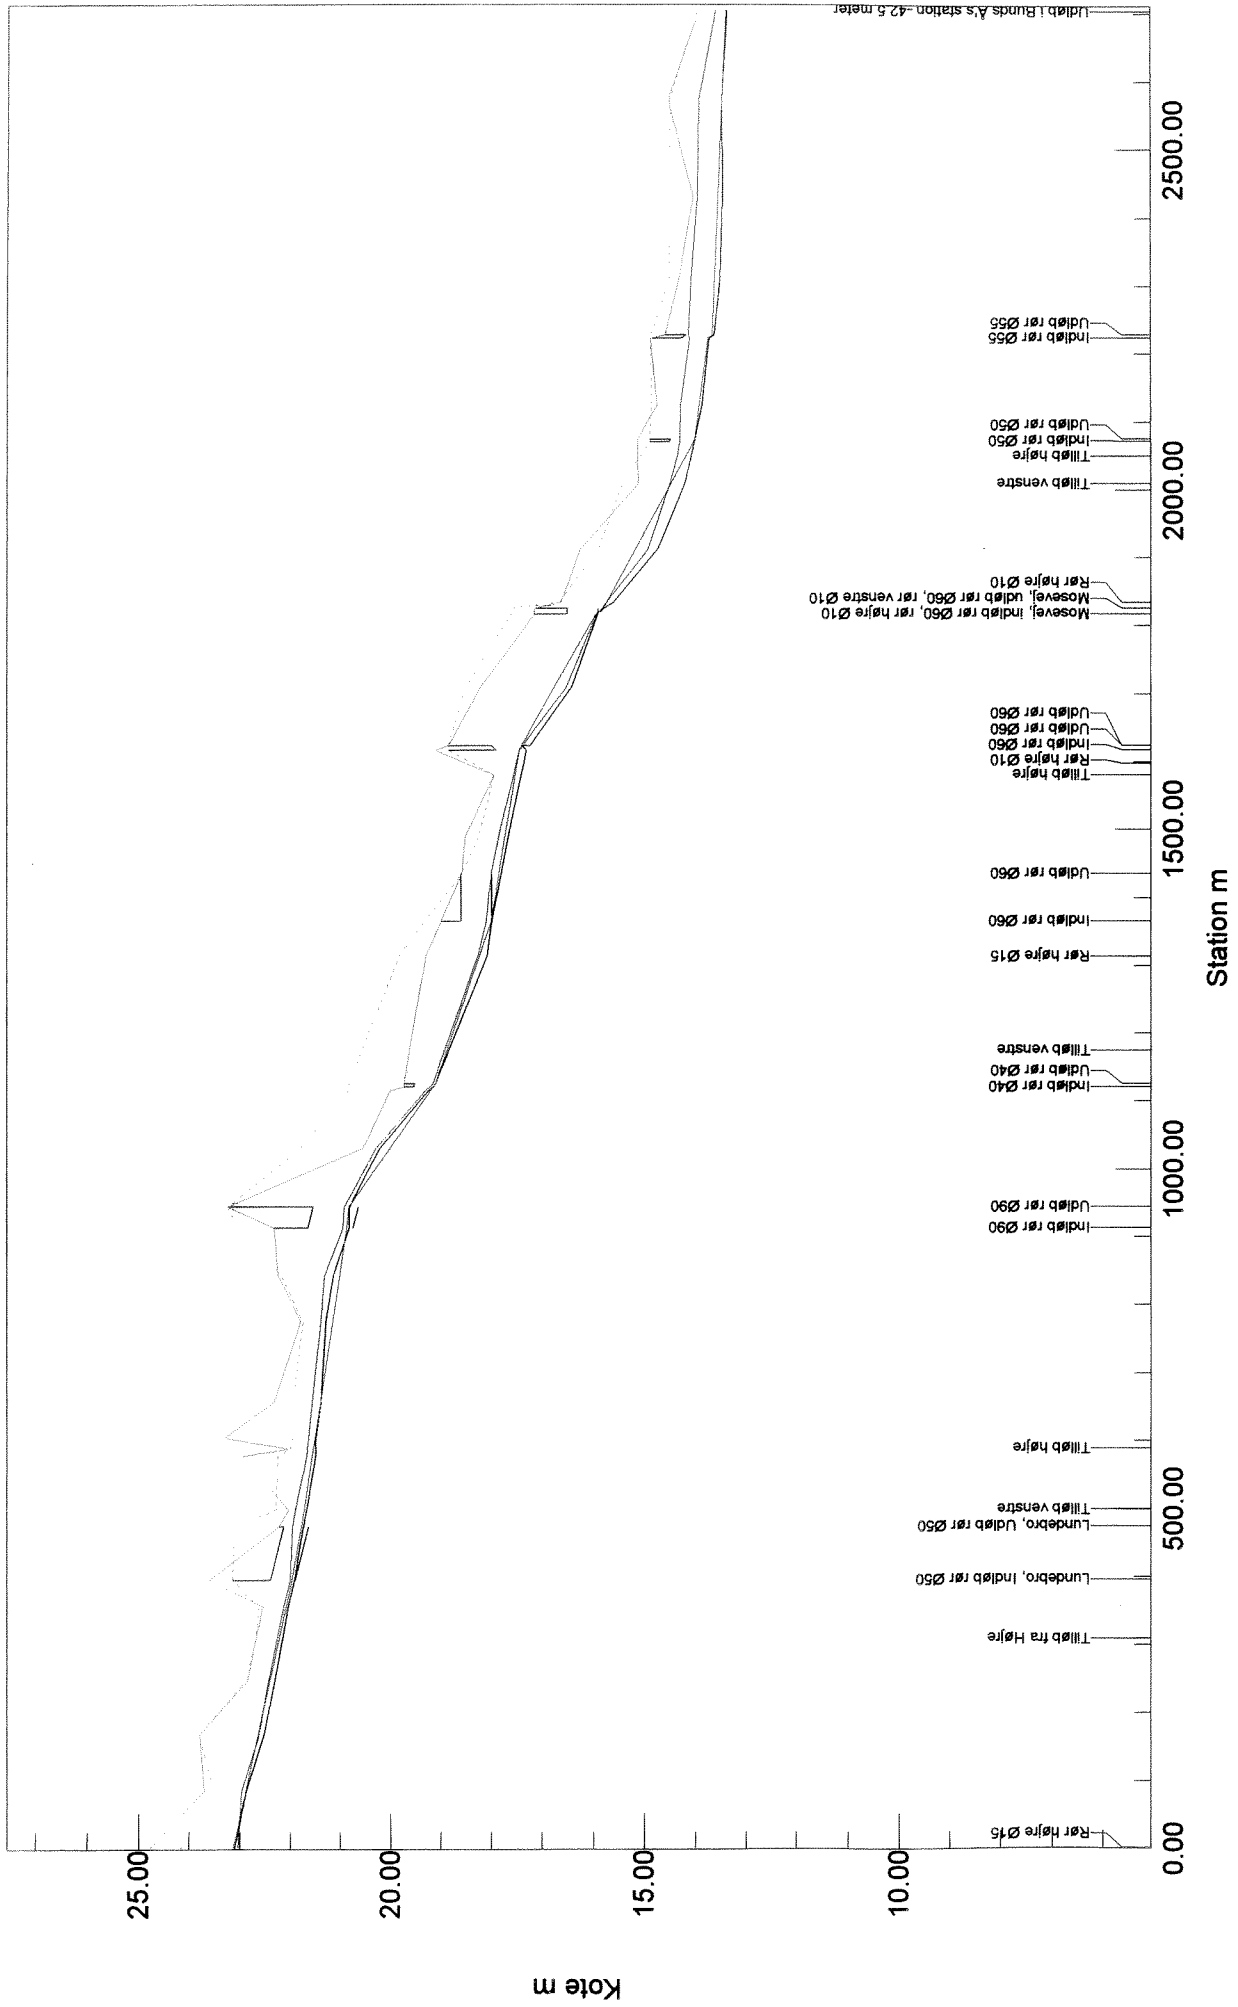 Kote m
25.00
20.00
15.00
10.00
Rør højre Ø15
Tilløb fra Højre
Lundebro, Indløb rør Ø50
Lundebro, Udløb rør Ø50
Tilløb venstre
Tilløb højre
Indløb rør Ø90
Udløb rør Ø90
Indløb rør Ø40
Udløb rør Ø40
Tilløb venstre
Rør højre Ø15
Indløb rør Ø60
Udløb rør Ø60
Tilløb højre
Rør højre Ø10
Indløb rør Ø60
Udløb rør Ø60
Udløb rør Ø60
Mosevej, indløb rør Ø60, rør højre Ø10
Mosevej, udløb rør Ø60, rør venstre Ø10
Rør højre Ø10
Tilløb venstre
Tilløb højre
Indløb rør Ø50
Udløb rør Ø50
Indløb rør Ø55
Udløb rør Ø55
Udløb i Bunds Å's station -42.5 meter
0.00
500.00
1000.00
1500.00
2000.00
2500.00
Station m